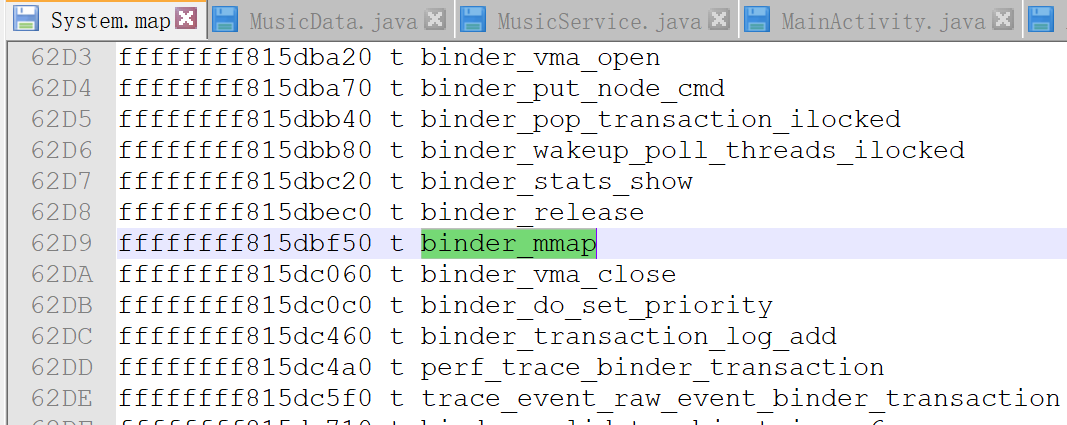 System.map MusicData.java MusicService.java MainActivity.java
62D3 ffffffff815dba20 t binder_vma_open
62D4 ffffffff815dba70 t binder_put_node_cmd
62D5 ffffffff815dbb40 t binder_pop_transaction_ilocked
62D6 ffffffff815dbb80 t binder_wakeup_poll_threads_ilocked
62D7 ffffffff815dbc20 t binder_stats_show
62D8 ffffffff815dbec0 t binder_release
62D9 ffffffff815dbf50 t binder_mmap
62DA ffffffff815dc060 t binder_vma_close
62DB ffffffff815dc0c0 t binder_do_set_priority
62DC ffffffff815dc460 t binder_transaction_log_add
62DD ffffffff815dc4a0 t perf_trace_binder_transaction
62DE ffffffff815dc5f0 t trace_event_raw_event_binder_transaction